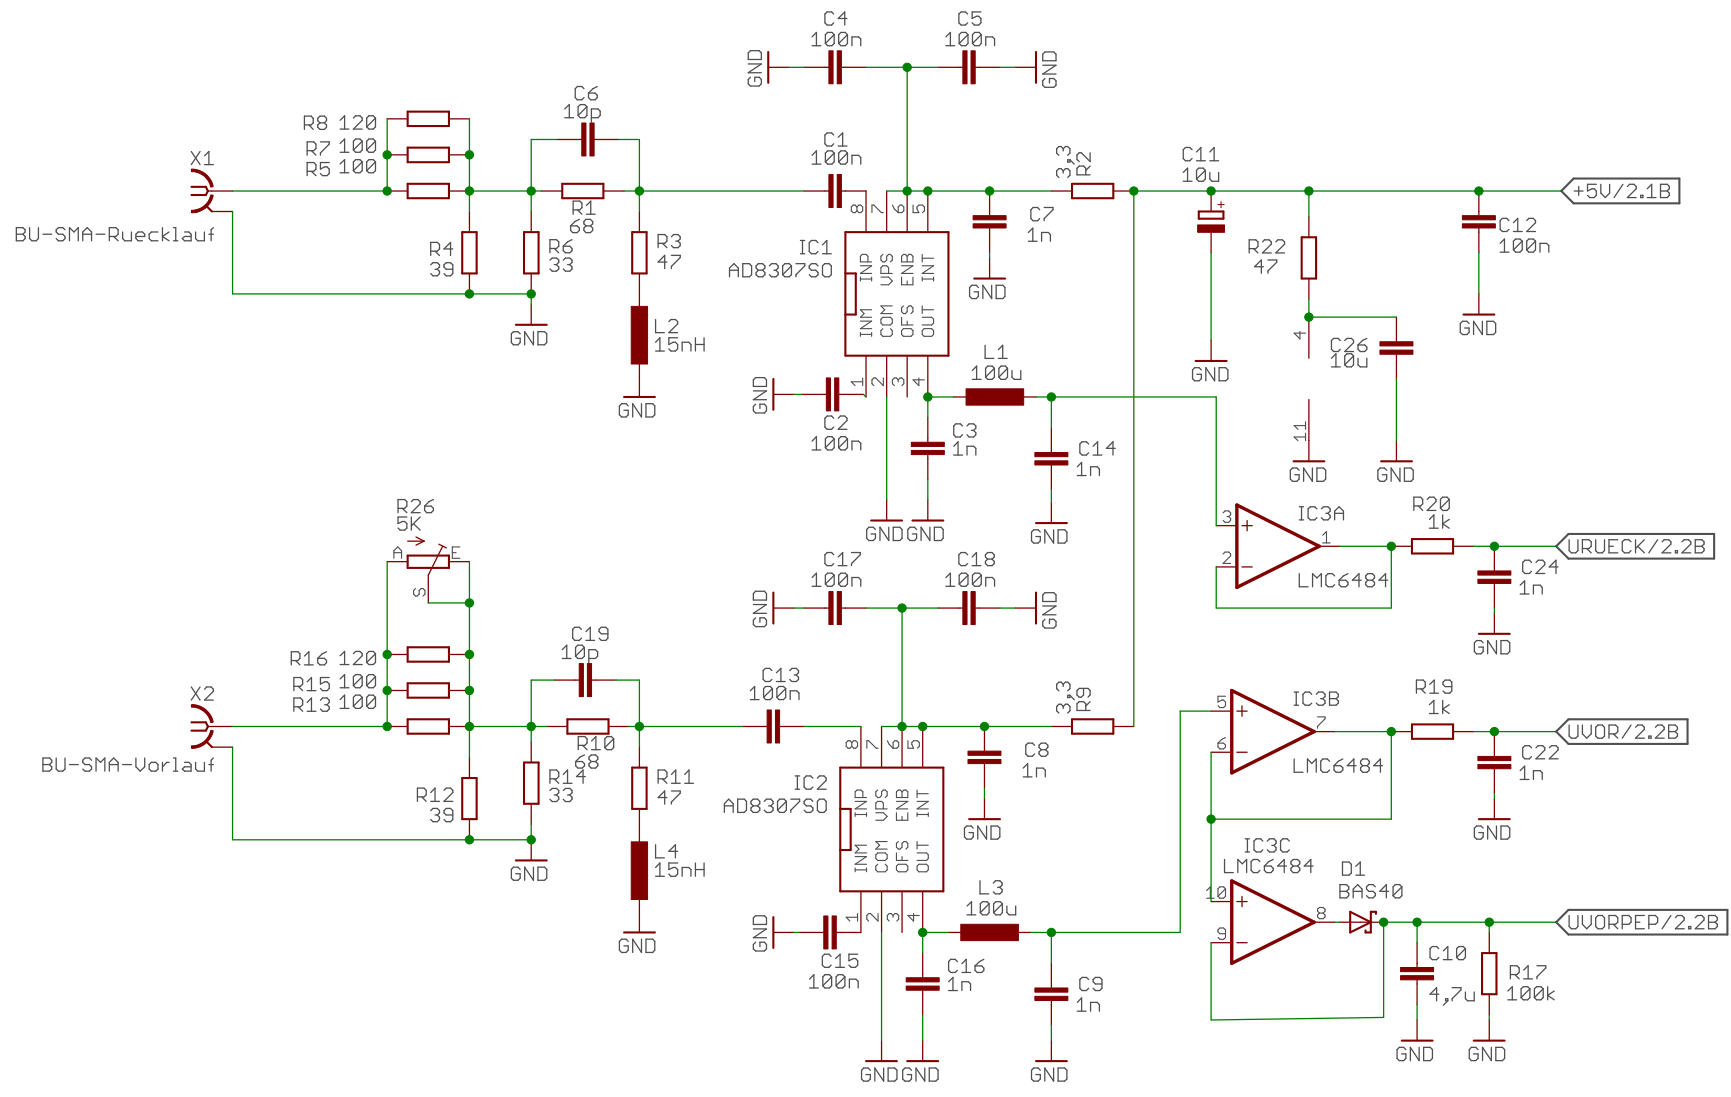 C4
100n
C5
100n
GND
GND
C6
10p
R8 120
R7 100
R5 100
X1
BU-SMA-Ruecklauf
R4
39
R6
33
R1
68
R3
47
L2
15nH
GND
GND
C1
100n
8
7
6
5
IC1
AD8307SO
INP
VPS
ENB
INT
INM
COM
OFS
OUT
1
2
3
4
GND
C2
100n
C7
1n
GND
3,3
R2
C11
10u
GND
R22
47
4
11
GND
C26
10u
GND
C12
100n
GND
+5V/2.1B
L1
100u
C3
1n
C14
1n
GND
GND
GND
3
+
2
-
1
IC3A
LMC6484
R20
1k
C24
1n
GND
URUECK/2.2B
R26
5K
A
E
S
R16 120
R15 100
R13 100
X2
BU-SMA-Vorlauf
R12
39
R14
33
C19
10p
R10
68
R11
47
L4
15nH
GND
GND
C17
100n
C18
100n
GND
GND
C13
100n
8
7
6
5
IC2
AD8307SO
INP
VPS
ENB
INT
INM
COM
OFS
OUT
1
2
3
4
GND
C15
100n
C8
1n
GND
3,3
R9
L3
100u
C16
1n
C9
1n
GND
GND
GND
5
+
6
-
7
IC3B
LMC6484
R19
1k
C22
1n
GND
UVOR/2.2B
IC3C
LMC6484
10
+
9
-
8
D1
BAS40
C10
4,7u
GND
R17
100k
GND
UVORPEP/2.2B